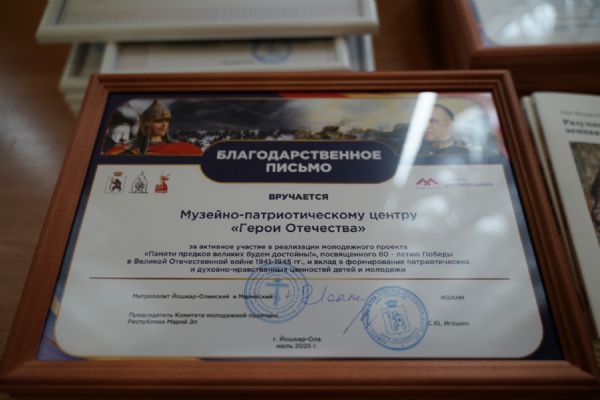 БЛАГОДАРСТВЕННОЕ
ПИСЬМО
ВРУЧАЕТСЯ
Музейно-патриотическому центру
«Герои Отечества»
за активное участие в реализации молодежного проекта
«Памяти предков великих будем достойны!», посвященного 80 - летию Победы
в Великой Отечественной войне 1941-1945 гг., и вклад в формирование патриотических
и духовно-нравственных ценностей детей и молодежи
Митрополит Йошкар-Олинский и Марийский
ИОАНН
Председатель Комитета молодежной политики
Республики Марий Эл
С.Ю. Игошин
г. Йошкар-Ола
июль 2025 г.